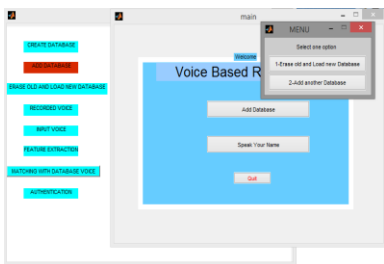 main
MENU
CREATE DATABASE
ADD DATABASE
ERASE OLD AND LOAD NEW DATABASE
RECORDED VOICE
INPUT VOICE
FEATURE EXTRACTION
MATCHING WITH DATABASE VOICE
AUTHENTICATION
Welcome
Voice Based R
Add Database
Speak Your Name
Quit
Select one option
1-Erase old and Load new Database
2-Add another Database